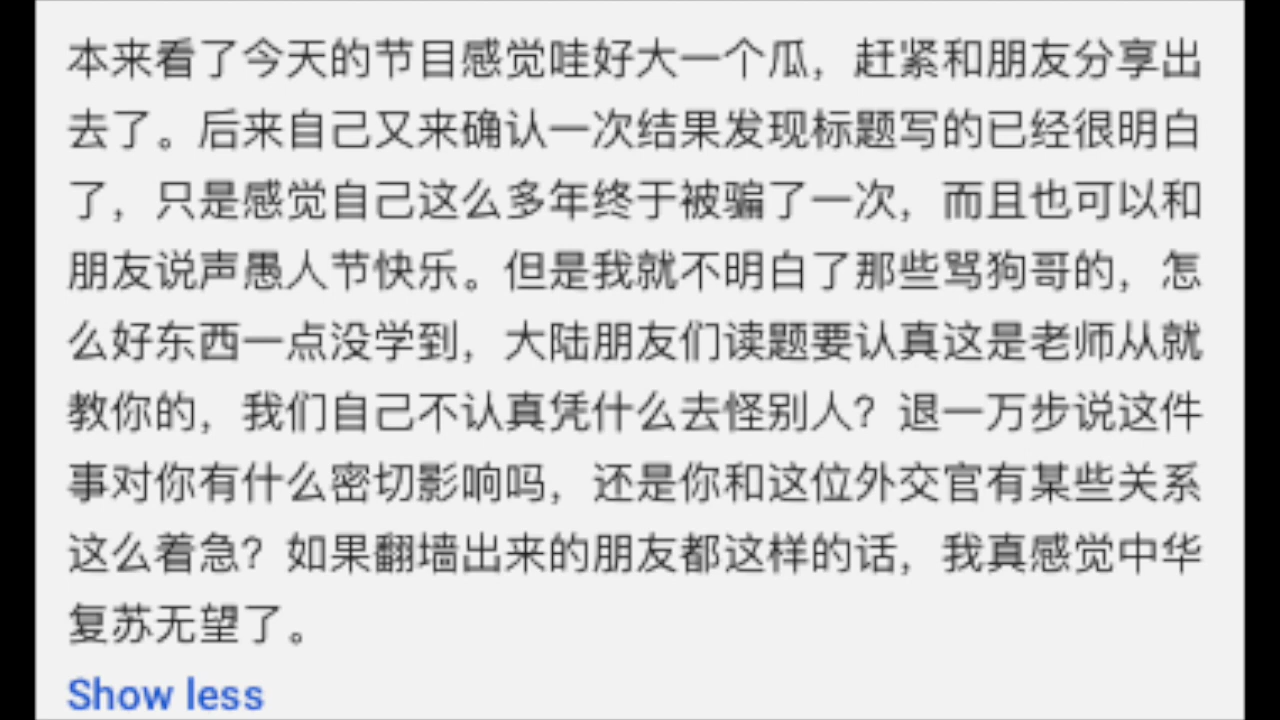 本来看了今天的节目感觉哇好大一个瓜，赶紧和朋友分享出
去了。后来自己又来确认一次结果发现标题写的已经很明白
了，只是感觉自己这么多年终于被骗了一次，而且也可以和
朋友说声愚人节快乐。但是我就不明白了那些骂狗哥的，怎
么好东西一点没学到，大陆朋友们读题要认真这是老师从就
教你的，我们自己不认真凭什么去怪别人？退一万步说这件
事对你有什么密切影响吗，还是你和这位外交官有某些关系
这么着急？如果翻墙出来的朋友都这样的话，我真感觉中华
复苏无望了。
Show less